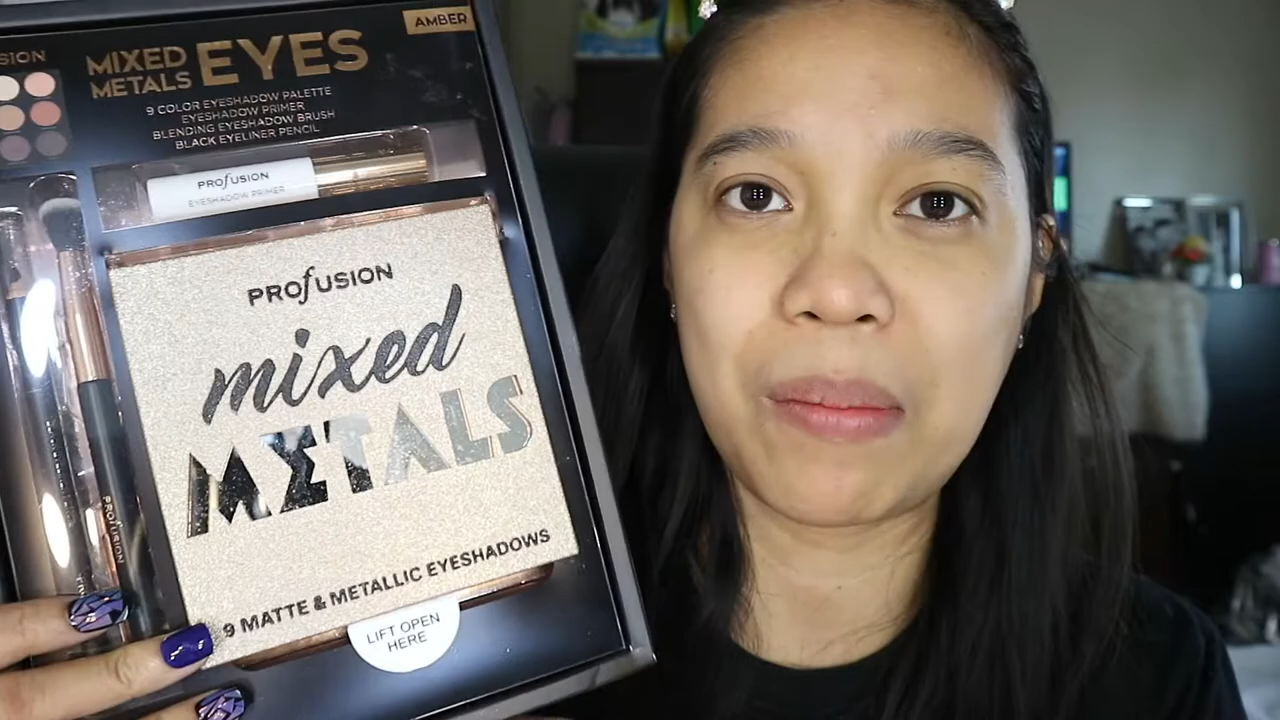 AMBER
MIXED
METALS
EYES
9 COLOR EYESHADOW PALETTE
EYESHADOW PRIMER
BLENDING EYESHADOW BRUSH
BLACK EYELINER PENCIL
PROFUSION
EYESHADOW PRIMER
PROFUSION
mixed
METALS
9 MATTE & METALLIC EYESHADOWS
LIFT OPEN
HERE
PROFUSION